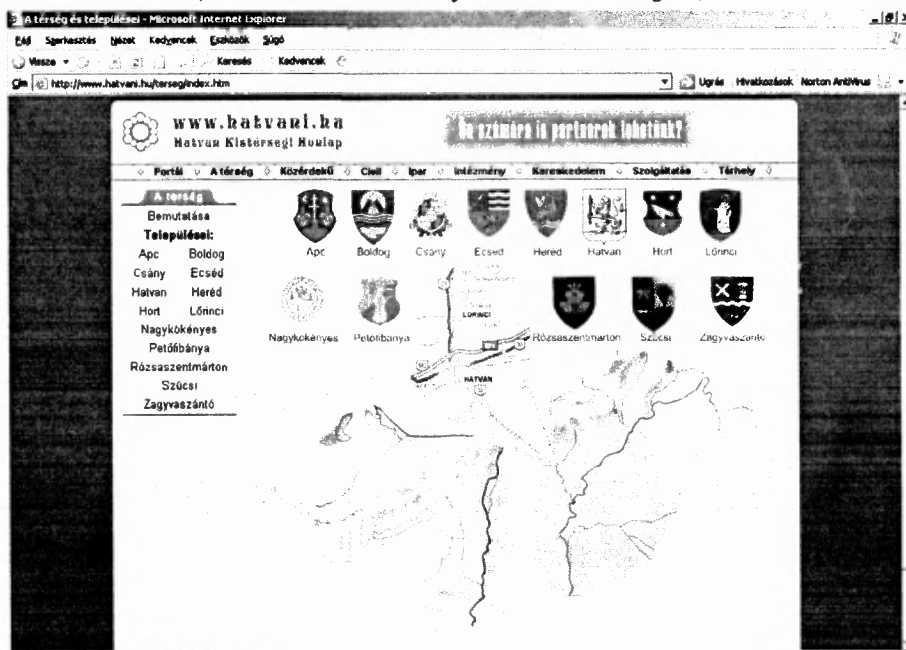 A térség és települései - Microsoft Internet Explorer
Fájl Szerkesztés Nézet Kedvencek Eszközök Súgó
Vissza Keresés Kedvencek
Cím http://www.hatvani.hu/terseg/index.htm Ugrás Hivatkozások Norton AntiVirus
www.hatvani.hu
Hatvan Kistérségi Honlap
Ön számára is partnerek lehetünk?
Portál A térség Közérdekű Civil Ipar Intézmény Kereskedelem Szolgáltatás Tárhely
A térség
Bemutatása
Települései:
Apc Boldog
Csány Ecséd
Hatvan Heréd
Hort Lőrinci
Nagykökényes
Petőfibánya
Rózsaszentmárton
Szücsi
Zagyvaszántó
Apc Boldog Csány Ecséd Heréd Hatvan Hort Lőrinci
Nagykökényes Petőfibánya Rózsaszentmárton Szücsi Zagyvaszántó
LŐRINCI
HATVAN